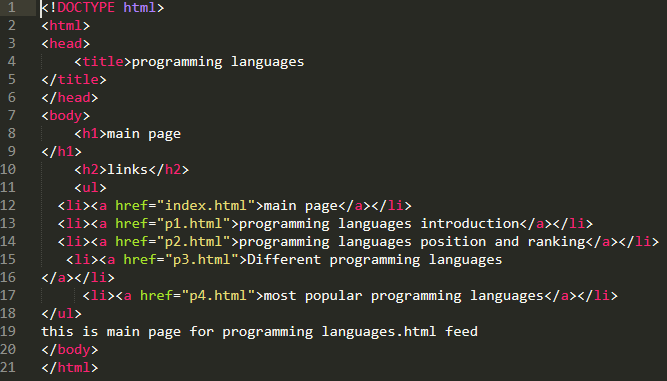 1 <!DOCTYPE html>
2 <html>
3 <head>
4     <title>programming languages
5 </title>
6 </head>
7 <body>
8     <h1>main page
9 </h1>
10     <h2>links</h2>
11     <ul>
12   <li><a href="index.html">main page</a></li>
13   <li><a href="p1.html">programming languages introduction</a></li>
14   <li><a href="p2.html">programming languages position and ranking</a></li>
15    <li><a href="p3.html">Different programming languages
16 </a></li>
17      <li><a href="p4.html">most popular programming languages</a></li>
18 </ul>
19 this is main page for programming languages.html feed
20 </body>
21 </html>